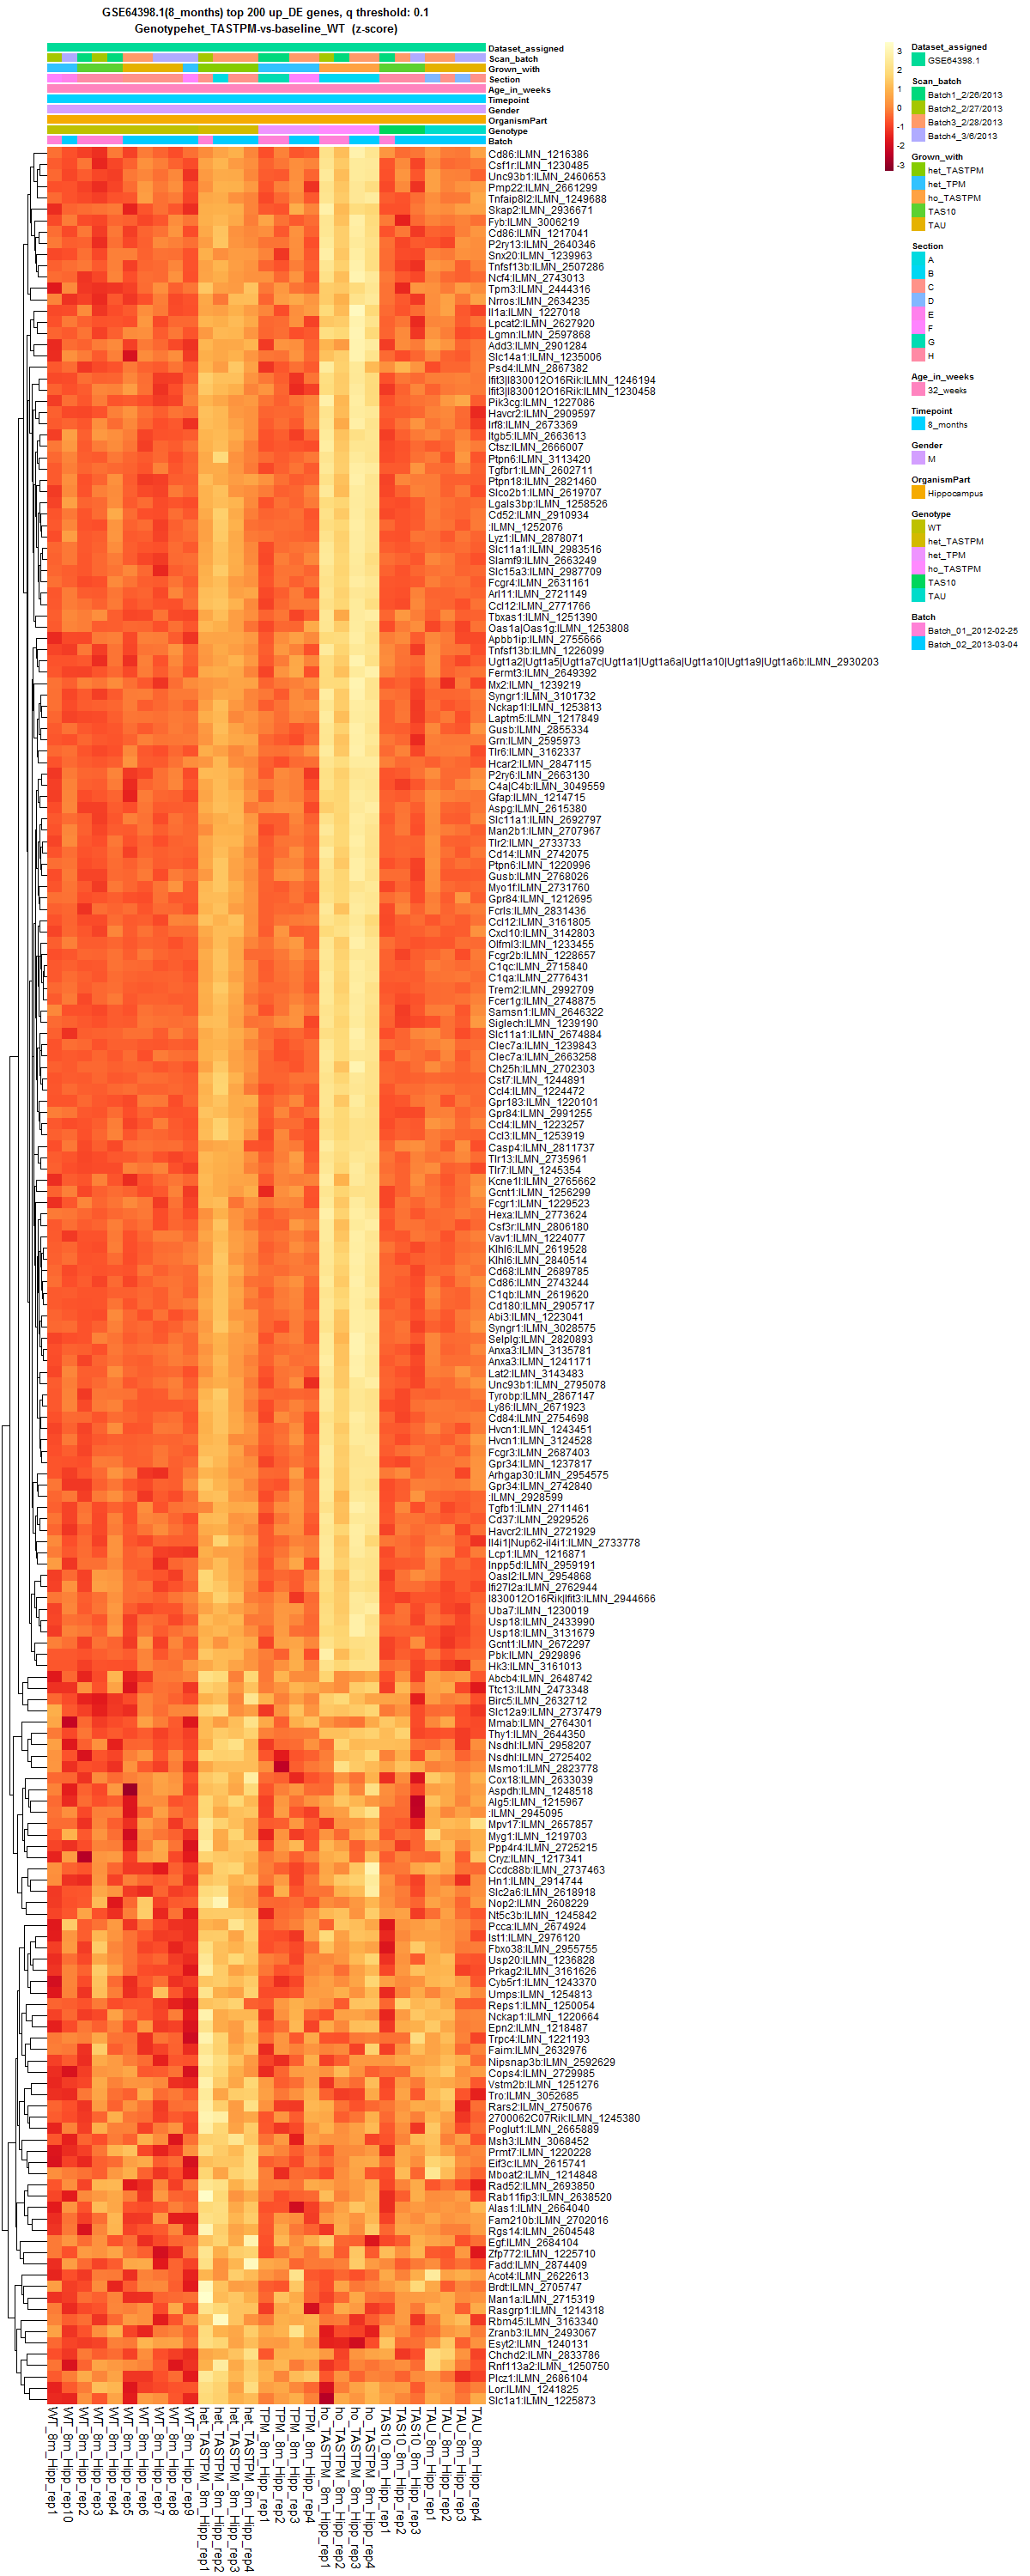 GSE64398.1(8_months) top 200 up_DE genes, q threshold: 0.1
Genotypehet_TASTPM-vs-baseline_WT (z-score)
Dataset_assigned
Scan_batch
Grown_with
Section
Age_in_weeks
Timepoint
Gender
OrganismPart
Genotype
Batch
Cd86:ILMN_1216386
Csf1r:ILMN_1230485
Unc93b1:ILMN_2460653
Pmp22:ILMN_2661299
Tnfaip8l2:ILMN_1249688
Skap2:ILMN_2936671
Fyb:ILMN_3006219
Cd86:ILMN_1217041
P2ry13:ILMN_2640346
Snx20:ILMN_1239963
Tnfsf13b:ILMN_2507286
Ncf4:ILMN_2743013
Tpm3:ILMN_2444316
Nrros:ILMN_2634235
Il1a:ILMN_1227018
Lpcat2:ILMN_2627920
Lgmn:ILMN_2597868
Add3:ILMN_2901284
Slc14a1:ILMN_1235006
Psd4:ILMN_2867382
Ifit3|I830012O16Rik:ILMN_1246194
Ifit3|I830012O16Rik:ILMN_1230458
Pik3cg:ILMN_1227086
Havcr2:ILMN_2909597
Irf8:ILMN_2673369
Itgb5:ILMN_2663613
Ctsz:ILMN_2666007
Ptpn6:ILMN_3113420
Tgfbr1:ILMN_2602711
Ptpn18:ILMN_2821460
Slco2b1:ILMN_2619707
Lgals3bp:ILMN_1258526
Cd52:ILMN_2910934
:ILMN_1252076
Lyz1:ILMN_2878071
Slc11a1:ILMN_2983516
Slamf9:ILMN_2663249
Slc15a3:ILMN_2987709
Fcgr4:ILMN_2631161
Arl11:ILMN_2721149
Ccl12:ILMN_2771766
Tbxas1:ILMN_1251390
Oas1a|Oas1g:ILMN_1253808
Apbb1ip:ILMN_2755666
Tnfsf13b:ILMN_1226099
Ugt1a2|Ugt1a5|Ugt1a7c|Ugt1a1|Ugt1a6a|Ugt1a10|Ugt1a9|Ugt1a6b:ILMN_2930203
Fermt3:ILMN_2649392
Mx2:ILMN_1239219
Syngr1:ILMN_3101732
Nckap1l:ILMN_1253813
Laptm5:ILMN_1217849
Gusb:ILMN_2855334
Grn:ILMN_2595973
Tlr6:ILMN_3162337
Hcar2:ILMN_2847115
P2ry6:ILMN_2663130
C4a|C4b:ILMN_3049559
Gfap:ILMN_1214715
Aspg:ILMN_2615380
Slc11a1:ILMN_2692797
Man2b1:ILMN_2707967
Tlr2:ILMN_2733733
Cd14:ILMN_2742075
Ptpn6:ILMN_1220996
Gusb:ILMN_2768026
Myo1f:ILMN_2731760
Gpr84:ILMN_1212695
Fcrls:ILMN_2831436
Ccl12:ILMN_3161805
Cxcl10:ILMN_3142803
Olfml3:ILMN_1233455
Fcgr2b:ILMN_1228657
C1qc:ILMN_2715840
C1qa:ILMN_2776431
Trem2:ILMN_2992709
Fcer1g:ILMN_2748875
Samsn1:ILMN_2646322
Siglech:ILMN_1239190
Slc11a1:ILMN_2674884
Clec7a:ILMN_1239843
Clec7a:ILMN_2663258
Ch25h:ILMN_2702303
Cst7:ILMN_1244891
Ccl4:ILMN_1224472
Gpr183:ILMN_1220101
Gpr84:ILMN_2991255
Ccl4:ILMN_1223257
Ccl3:ILMN_1253919
Casp4:ILMN_2811737
Tlr13:ILMN_2735961
Tlr7:ILMN_1245354
Kcne1l:ILMN_2765662
Gcnt1:ILMN_1256299
Fcgr1:ILMN_1229523
Hexa:ILMN_2773624
Csf3r:ILMN_2806180
Vav1:ILMN_1224077
Klhl6:ILMN_2619528
Klhl6:ILMN_2840514
Cd68:ILMN_2689785
Cd86:ILMN_2743244
C1qb:ILMN_2619620
Cd180:ILMN_2905717
Abi3:ILMN_1223041
Syngr1:ILMN_3028575
Selplg:ILMN_2820893
Anxa3:ILMN_3135781
Anxa3:ILMN_1241171
Lat2:ILMN_3143483
Unc93b1:ILMN_2795078
Tyrobp:ILMN_2867147
Ly86:ILMN_2671923
Cd84:ILMN_2754698
Hvcn1:ILMN_1243451
Hvcn1:ILMN_3124528
Fcgr3:ILMN_2687403
Gpr34:ILMN_1237817
Arhgap30:ILMN_2954575
Gpr34:ILMN_2742840
:ILMN_2928599
Tgfb1:ILMN_2711461
Cd37:ILMN_2929526
Havcr2:ILMN_2721929
Il4i1|Nup62-il4i1:ILMN_2733778
Lcp1:ILMN_1216871
Inpp5d:ILMN_2959191
Oasl2:ILMN_2954868
Ifi27l2a:ILMN_2762944
I830012O16Rik|Ifit3:ILMN_2944666
Uba7:ILMN_1230019
Usp18:ILMN_2433990
Usp18:ILMN_3131679
Gcnt1:ILMN_2672297
Pbk:ILMN_2929896
Hk3:ILMN_3161013
Abcb4:ILMN_2648742
Ttc13:ILMN_2473348
Birc5:ILMN_2632712
Slc12a9:ILMN_2737479
Mmab:ILMN_2764301
Thy1:ILMN_2644350
Nsdhl:ILMN_2958207
Nsdhl:ILMN_2725402
Msmo1:ILMN_2823778
Cox18:ILMN_2633039
Aspdh:ILMN_1248518
Alg5:ILMN_1215967
:ILMN_2945095
Mpv17:ILMN_2657857
Myg1:ILMN_1219703
Ppp4r4:ILMN_2725215
Cryz:ILMN_1217341
Ccdc88b:ILMN_2737463
Hn1:ILMN_2914744
Slc2a6:ILMN_2618918
Nop2:ILMN_2608229
Nt5c3b:ILMN_1245842
Pcca:ILMN_2674924
Ist1:ILMN_2976120
Fbxo38:ILMN_2955755
Usp20:ILMN_1236828
Prkag2:ILMN_3161626
Cyb5r1:ILMN_1243370
Umps:ILMN_1254813
Reps1:ILMN_1250054
Nckap1:ILMN_1220664
Epn2:ILMN_1218487
Trpc4:ILMN_1221193
Faim:ILMN_2632976
Nipsnap3b:ILMN_2592629
Cops4:ILMN_2729985
Vstm2b:ILMN_1251276
Tro:ILMN_3052685
Rars2:ILMN_2750676
2700062C07Rik:ILMN_1245380
Poglut1:ILMN_2665889
Msh3:ILMN_3068452
Prmt7:ILMN_1220228
Eif3c:ILMN_2615741
Mboat2:ILMN_1214848
Rad52:ILMN_2693850
Rab11fip3:ILMN_2638520
Alas1:ILMN_2664040
Fam210b:ILMN_2702016
Rgs14:ILMN_2604548
Egf:ILMN_2684104
Zfp772:ILMN_1225710
Fadd:ILMN_2874409
Acot4:ILMN_2622613
Brdt:ILMN_2705747
Man1a:ILMN_2715319
Rasgrp1:ILMN_1214318
Rbm45:ILMN_3163340
Zranb3:ILMN_2493067
Esyt2:ILMN_1240131
Chchd2:ILMN_2833786
Rnf113a2:ILMN_1250750
Plcz1:ILMN_2686104
Lor:ILMN_1241825
Slc1a1:ILMN_1225873
WT_8m_Hipp_rep1
WT_8m_Hipp_rep10
WT_8m_Hipp_rep2
WT_8m_Hipp_rep3
WT_8m_Hipp_rep4
WT_8m_Hipp_rep5
WT_8m_Hipp_rep6
WT_8m_Hipp_rep7
WT_8m_Hipp_rep8
WT_8m_Hipp_rep9
het_TASTPM_8m_Hipp_rep1
het_TASTPM_8m_Hipp_rep2
het_TASTPM_8m_Hipp_rep3
het_TASTPM_8m_Hipp_rep4
TPM_8m_Hipp_rep1
TPM_8m_Hipp_rep2
TPM_8m_Hipp_rep3
TPM_8m_Hipp_rep4
ho_TASTPM_8m_Hipp_rep1
ho_TASTPM_8m_Hipp_rep2
ho_TASTPM_8m_Hipp_rep3
ho_TASTPM_8m_Hipp_rep4
TAS10_8m_Hipp_rep1
TAS10_8m_Hipp_rep2
TAS10_8m_Hipp_rep3
TAU_8m_Hipp_rep1
TAU_8m_Hipp_rep2
TAU_8m_Hipp_rep3
TAU_8m_Hipp_rep4
3
2
1
0
-1
-2
-3
Dataset_assigned
GSE64398.1
Scan_batch
Batch1_2/26/2013
Batch2_2/27/2013
Batch3_2/28/2013
Batch4_3/6/2013
Grown_with
het_TASTPM
het_TPM
ho_TASTPM
TAS10
TAU
Section
A
B
C
D
E
F
G
H
Age_in_weeks
32_weeks
Timepoint
8_months
Gender
M
OrganismPart
Hippocampus
Genotype
WT
het_TASTPM
het_TPM
ho_TASTPM
TAS10
TAU
Batch
Batch_01_2012-02-25
Batch_02_2013-03-04